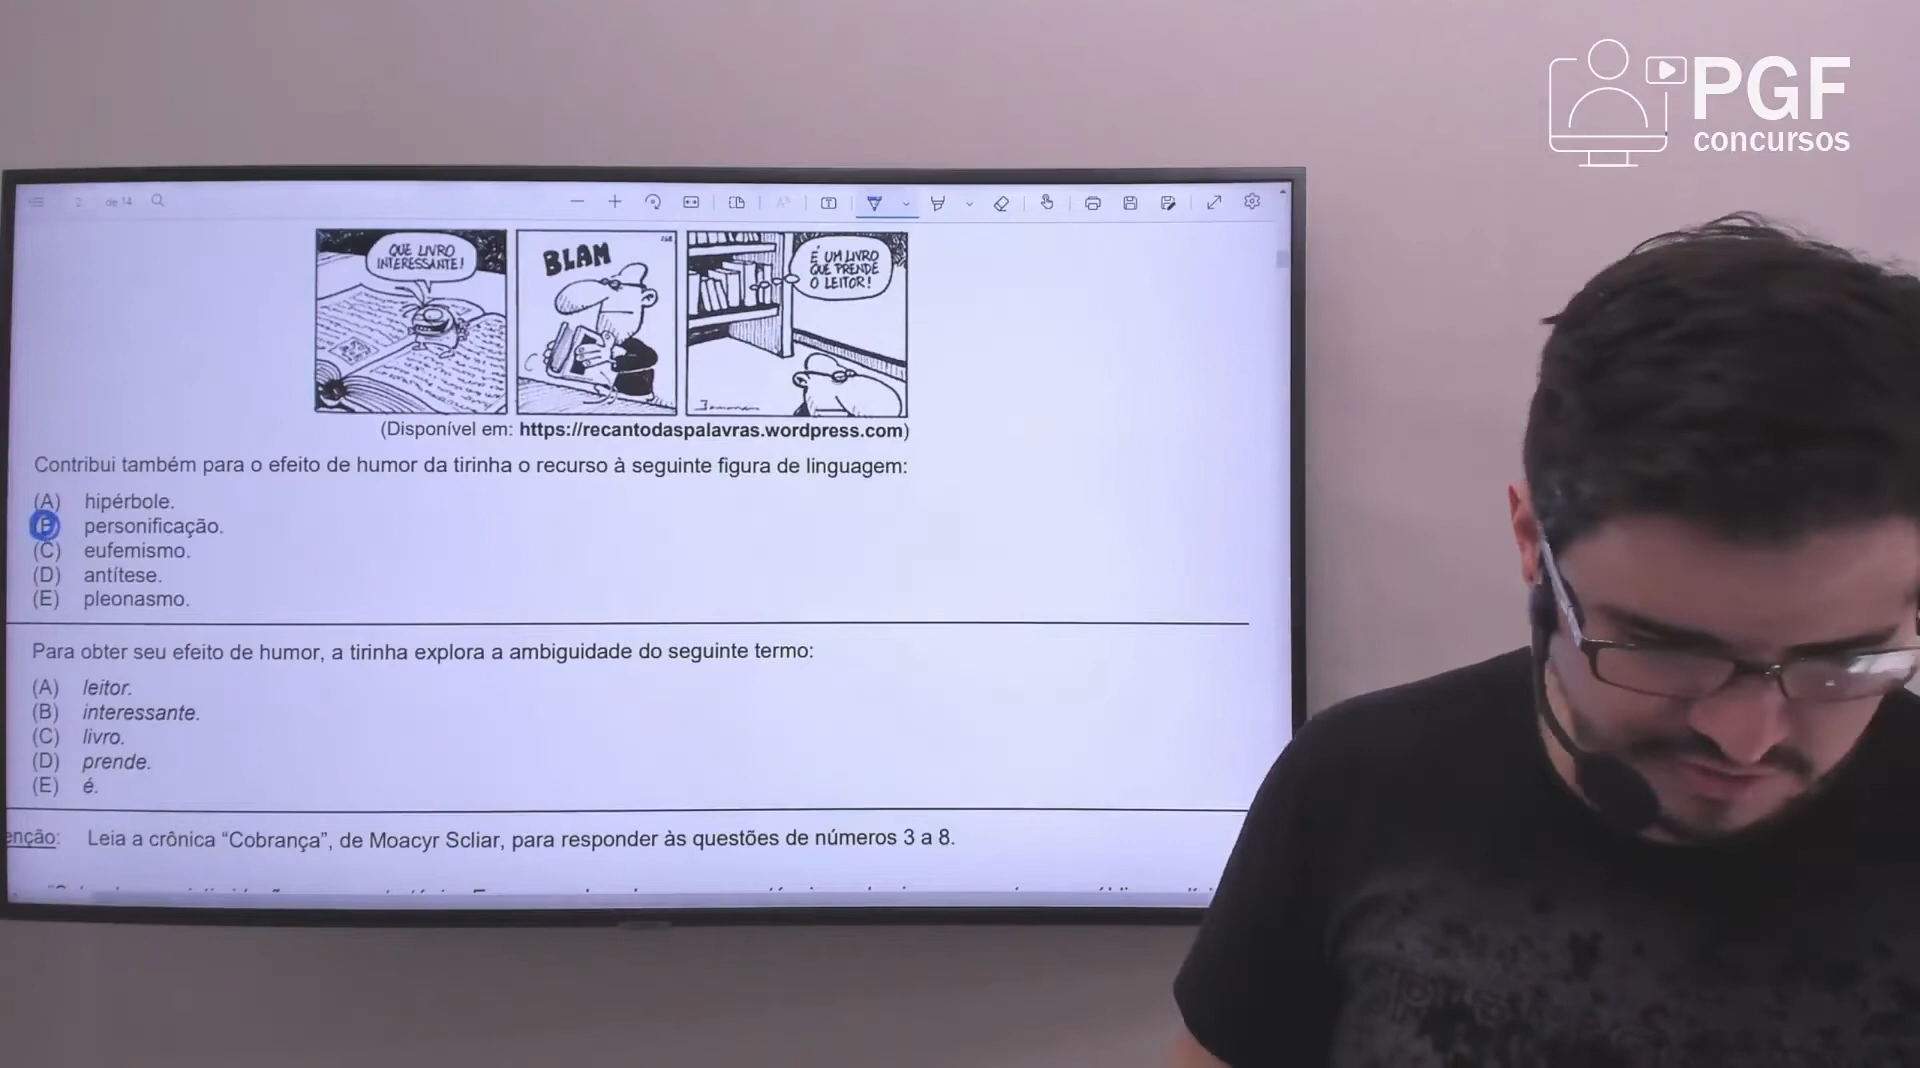 PGF
concursos
2 de 14
QUE LIVRO
INTERESSANTE!
BLAM
É UM LIVRO
QUE PRENDE
O LEITOR!
(Disponível em: https://recantodaspalavras.wordpress.com)
Contribui também para o efeito de humor da tirinha o recurso à seguinte figura de linguagem:
(A) hipérbole.
(B) personificação.
(C) eufemismo.
(D) antítese.
(E) pleonasmo.
Para obter seu efeito de humor, a tirinha explora a ambiguidade do seguinte termo:
(A) leitor.
(B) interessante.
(C) livro.
(D) prende.
(E) é.
enção: Leia a crônica “Cobrança”, de Moacyr Scliar, para responder às questões de números 3 a 8.